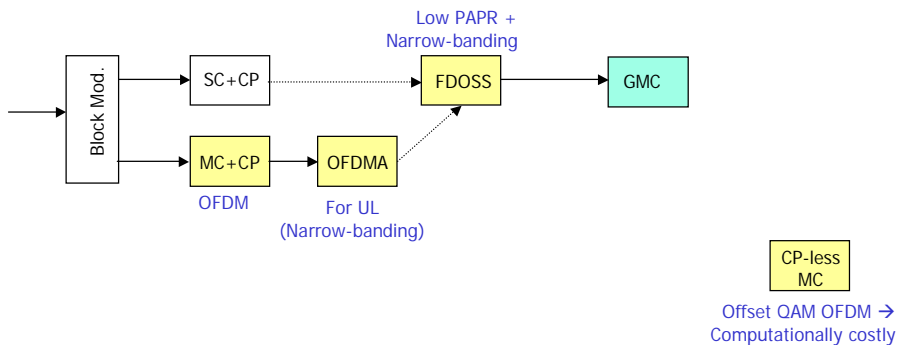 Low PAPR +
Narrow-banding
Block Mod.
SC+CP
FDOSS
GMC
MC+CP
OFDMA
OFDM
For UL
(Narrow-banding)
CP-less
MC
Offset QAM OFDM →
Computationally costly